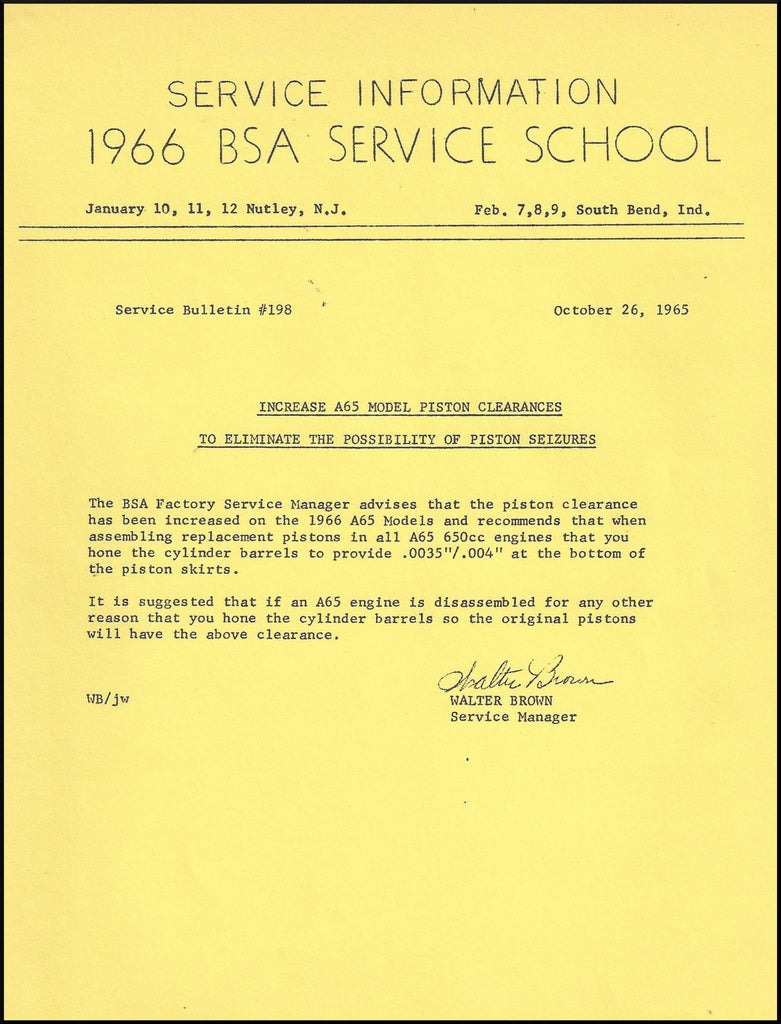 SERVICE INFORMATION
1966 BSA SERVICE SCHOOL
January 10, 11, 12 Nutley, N.J. Feb. 7,8,9, South Bend, Ind.
Service Bulletin #198 October 26, 1965
INCREASE A65 MODEL PISTON CLEARANCES
TO ELIMINATE THE POSSIBILITY OF PISTON SEIZURES
The BSA Factory Service Manager advises that the piston clearance
has been increased on the 1966 A65 Models and recommends that when
assembling replacement pistons in all A65 650cc engines that you
hone the cylinder barrels to provide .0035"/.004" at the bottom of
the piston skirts.
It is suggested that if an A65 engine is disassembled for any other
reason that you hone the cylinder barrels so the original pistons
will have the above clearance.
Walter Brown
WB/jw WALTER BROWN
Service Manager